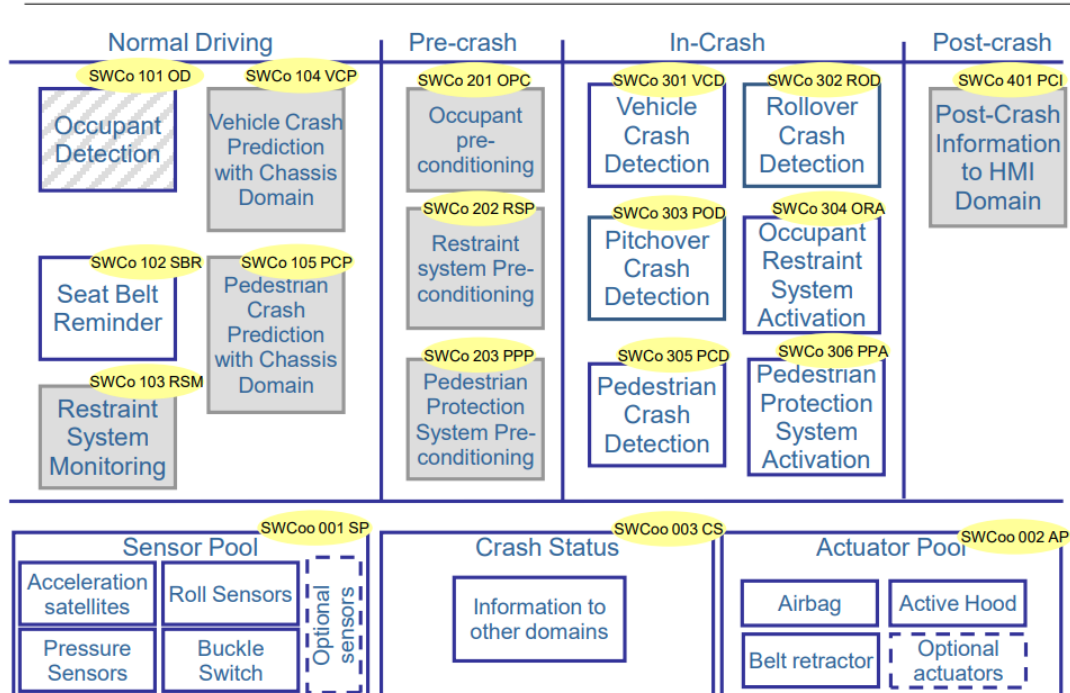 Normal Driving
Pre-crash
In-Crash
Post-crash
SWCo 101 OD
Occupant
Detection
SWCo 104 VCP
Vehicle Crash
Prediction
with Chassis
Domain
SWCo 102 SBR
Seat Belt
Reminder
SWCo 105 PCP
Pedestrian
Crash
Prediction
with Chassis
Domain
SWCo 103 RSM
Restraint
System
Monitoring
SWCo 201 OPC
Occupant
pre-
conditioning
SWCo 202 RSP
Restraint
system Pre-
conditioning
SWCo 203 PPP
Pedestrian
Protection
System Pre-
conditioning
SWCo 301 VCD
Vehicle
Crash
Detection
SWCo 302 ROD
Rollover
Crash
Detection
SWCo 303 POD
Pitchover
Crash
Detection
SWCo 304 ORA
Occupant
Restraint
System
Activation
SWCo 305 PCD
Pedestrian
Crash
Detection
SWCo 306 PPA
Pedestrian
Protection
System
Activation
SWCo 401 PCI
Post-Crash
Information
to HMI
Domain
SWCoo 001 SP
Sensor Pool
Acceleration
satellites
Roll Sensors
Pressure
Sensors
Buckle
Switch
Optional
sensors
SWCoo 003 CS
Crash Status
Information to
other domains
SWCoo 002 AP
Actuator Pool
Airbag
Active Hood
Belt retractor
Optional
actuators